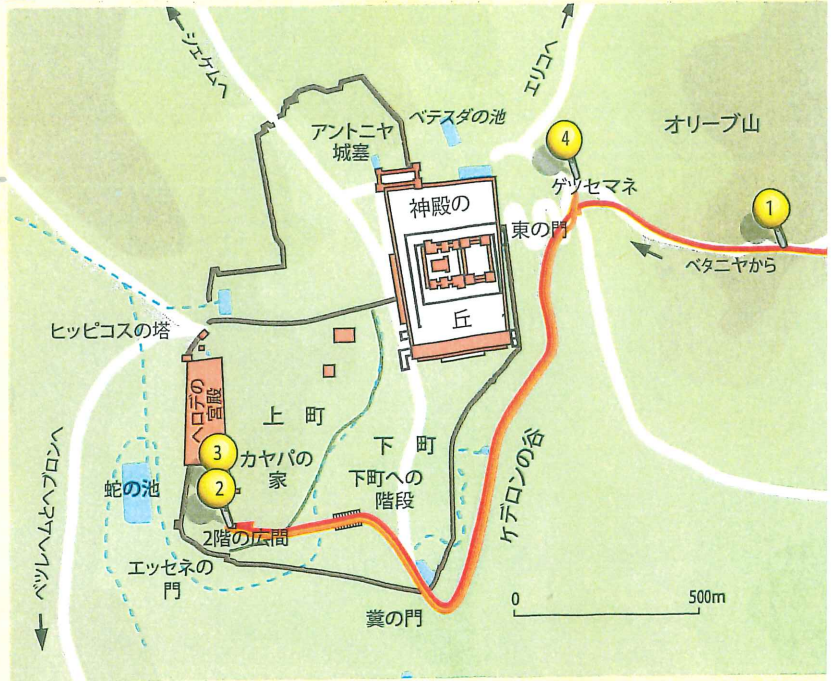 シェケムへ
エリコへ
アントニヤ
城塞
ベテスダの池
4
オリーブ山
ゲツセマネ
1
神殿の
東の門
ベタニヤから
丘
ヒッピコスの塔
ヘロデの
宮殿
上 町
下 町
3
カヤパの
家
2
下町への
階段
蛇の池
2階の広間
ケデロンの谷
エッセネの
門
ベツレヘムとヘブロンへ
糞の門
0
500m